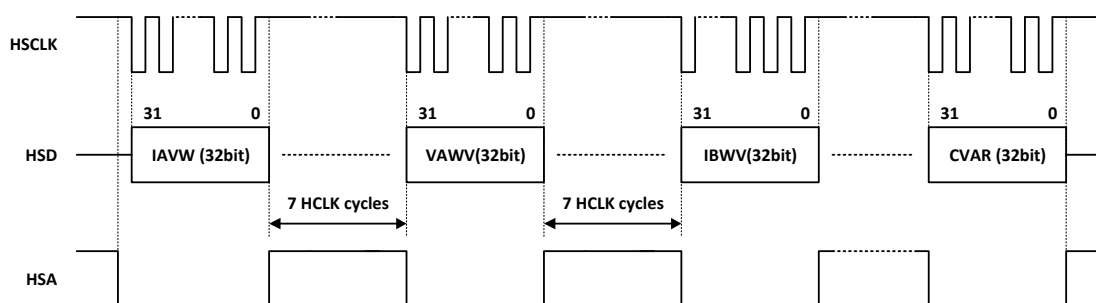 HSCLK
31 0 31 0 31 0 31 0
HSD IAVW (32bit) VAWV(32bit) IBWV(32bit) CVAR (32bit)
7 HCLK cycles 7 HCLK cycles
HSA